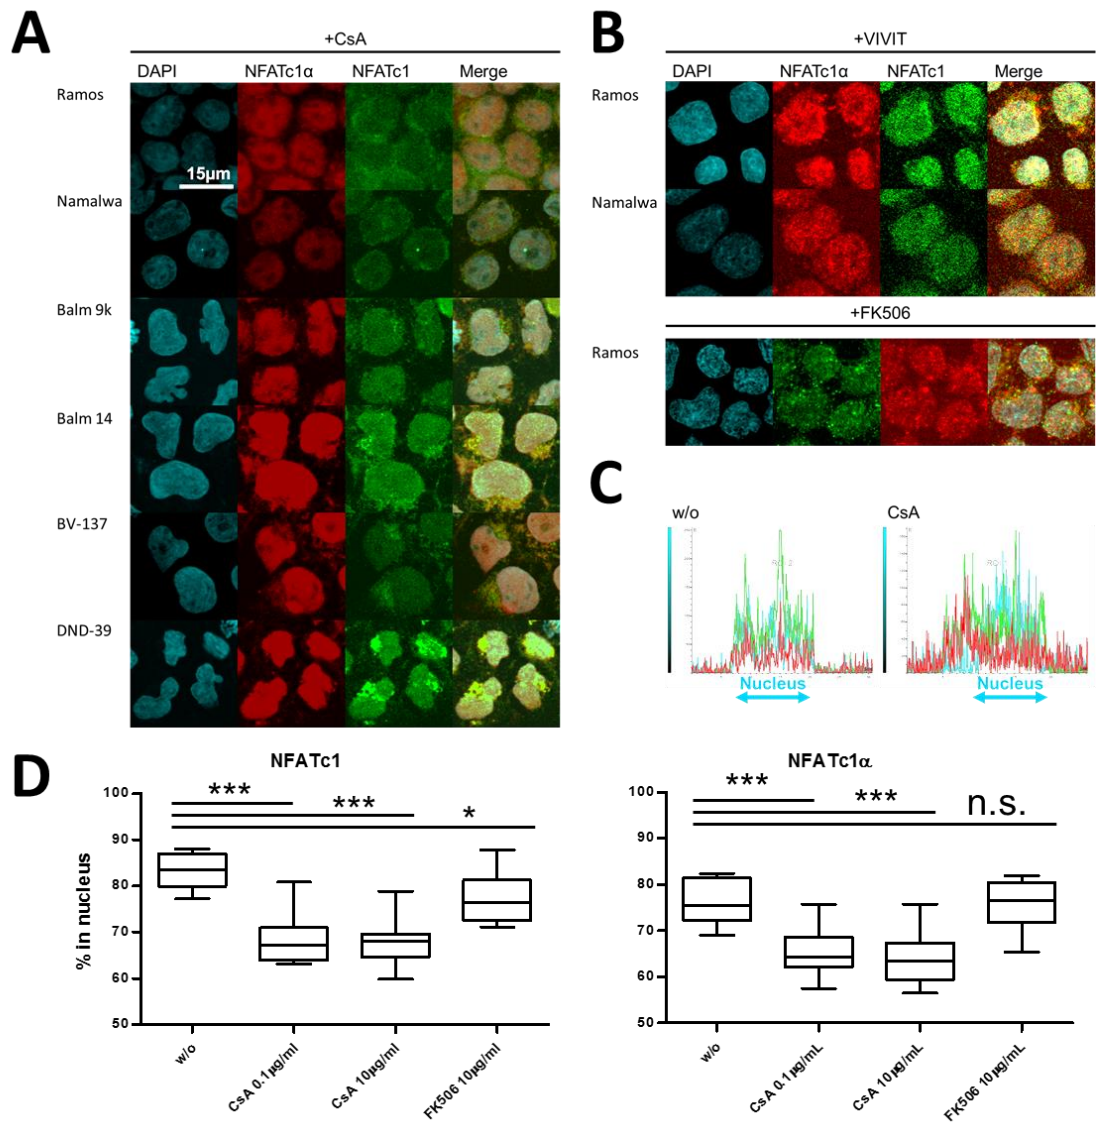 A
+CsA
DAPI NFATc1α NFATc1 Merge
Ramos
15µm
Namalwa
Balm 9k
Balm 14
BV-137
DND-39
B
+VIVIT
DAPI NFATc1α NFATc1 Merge
Ramos
Namalwa
+FK506
Ramos
C
w/o CsA
Nucleus Nucleus
D
NFATc1
***
***
*
% in nucleus
100
90
80
70
60
50
w/o
CsA 0.1µg/ml
CsA 10µg/ml
FK506 10µg/ml
NFATc1α
***
***
n.s.
100
90
80
70
60
50
w/o
CsA 0.1µg/mL
CsA 10µg/mL
FK506 10µg/mL